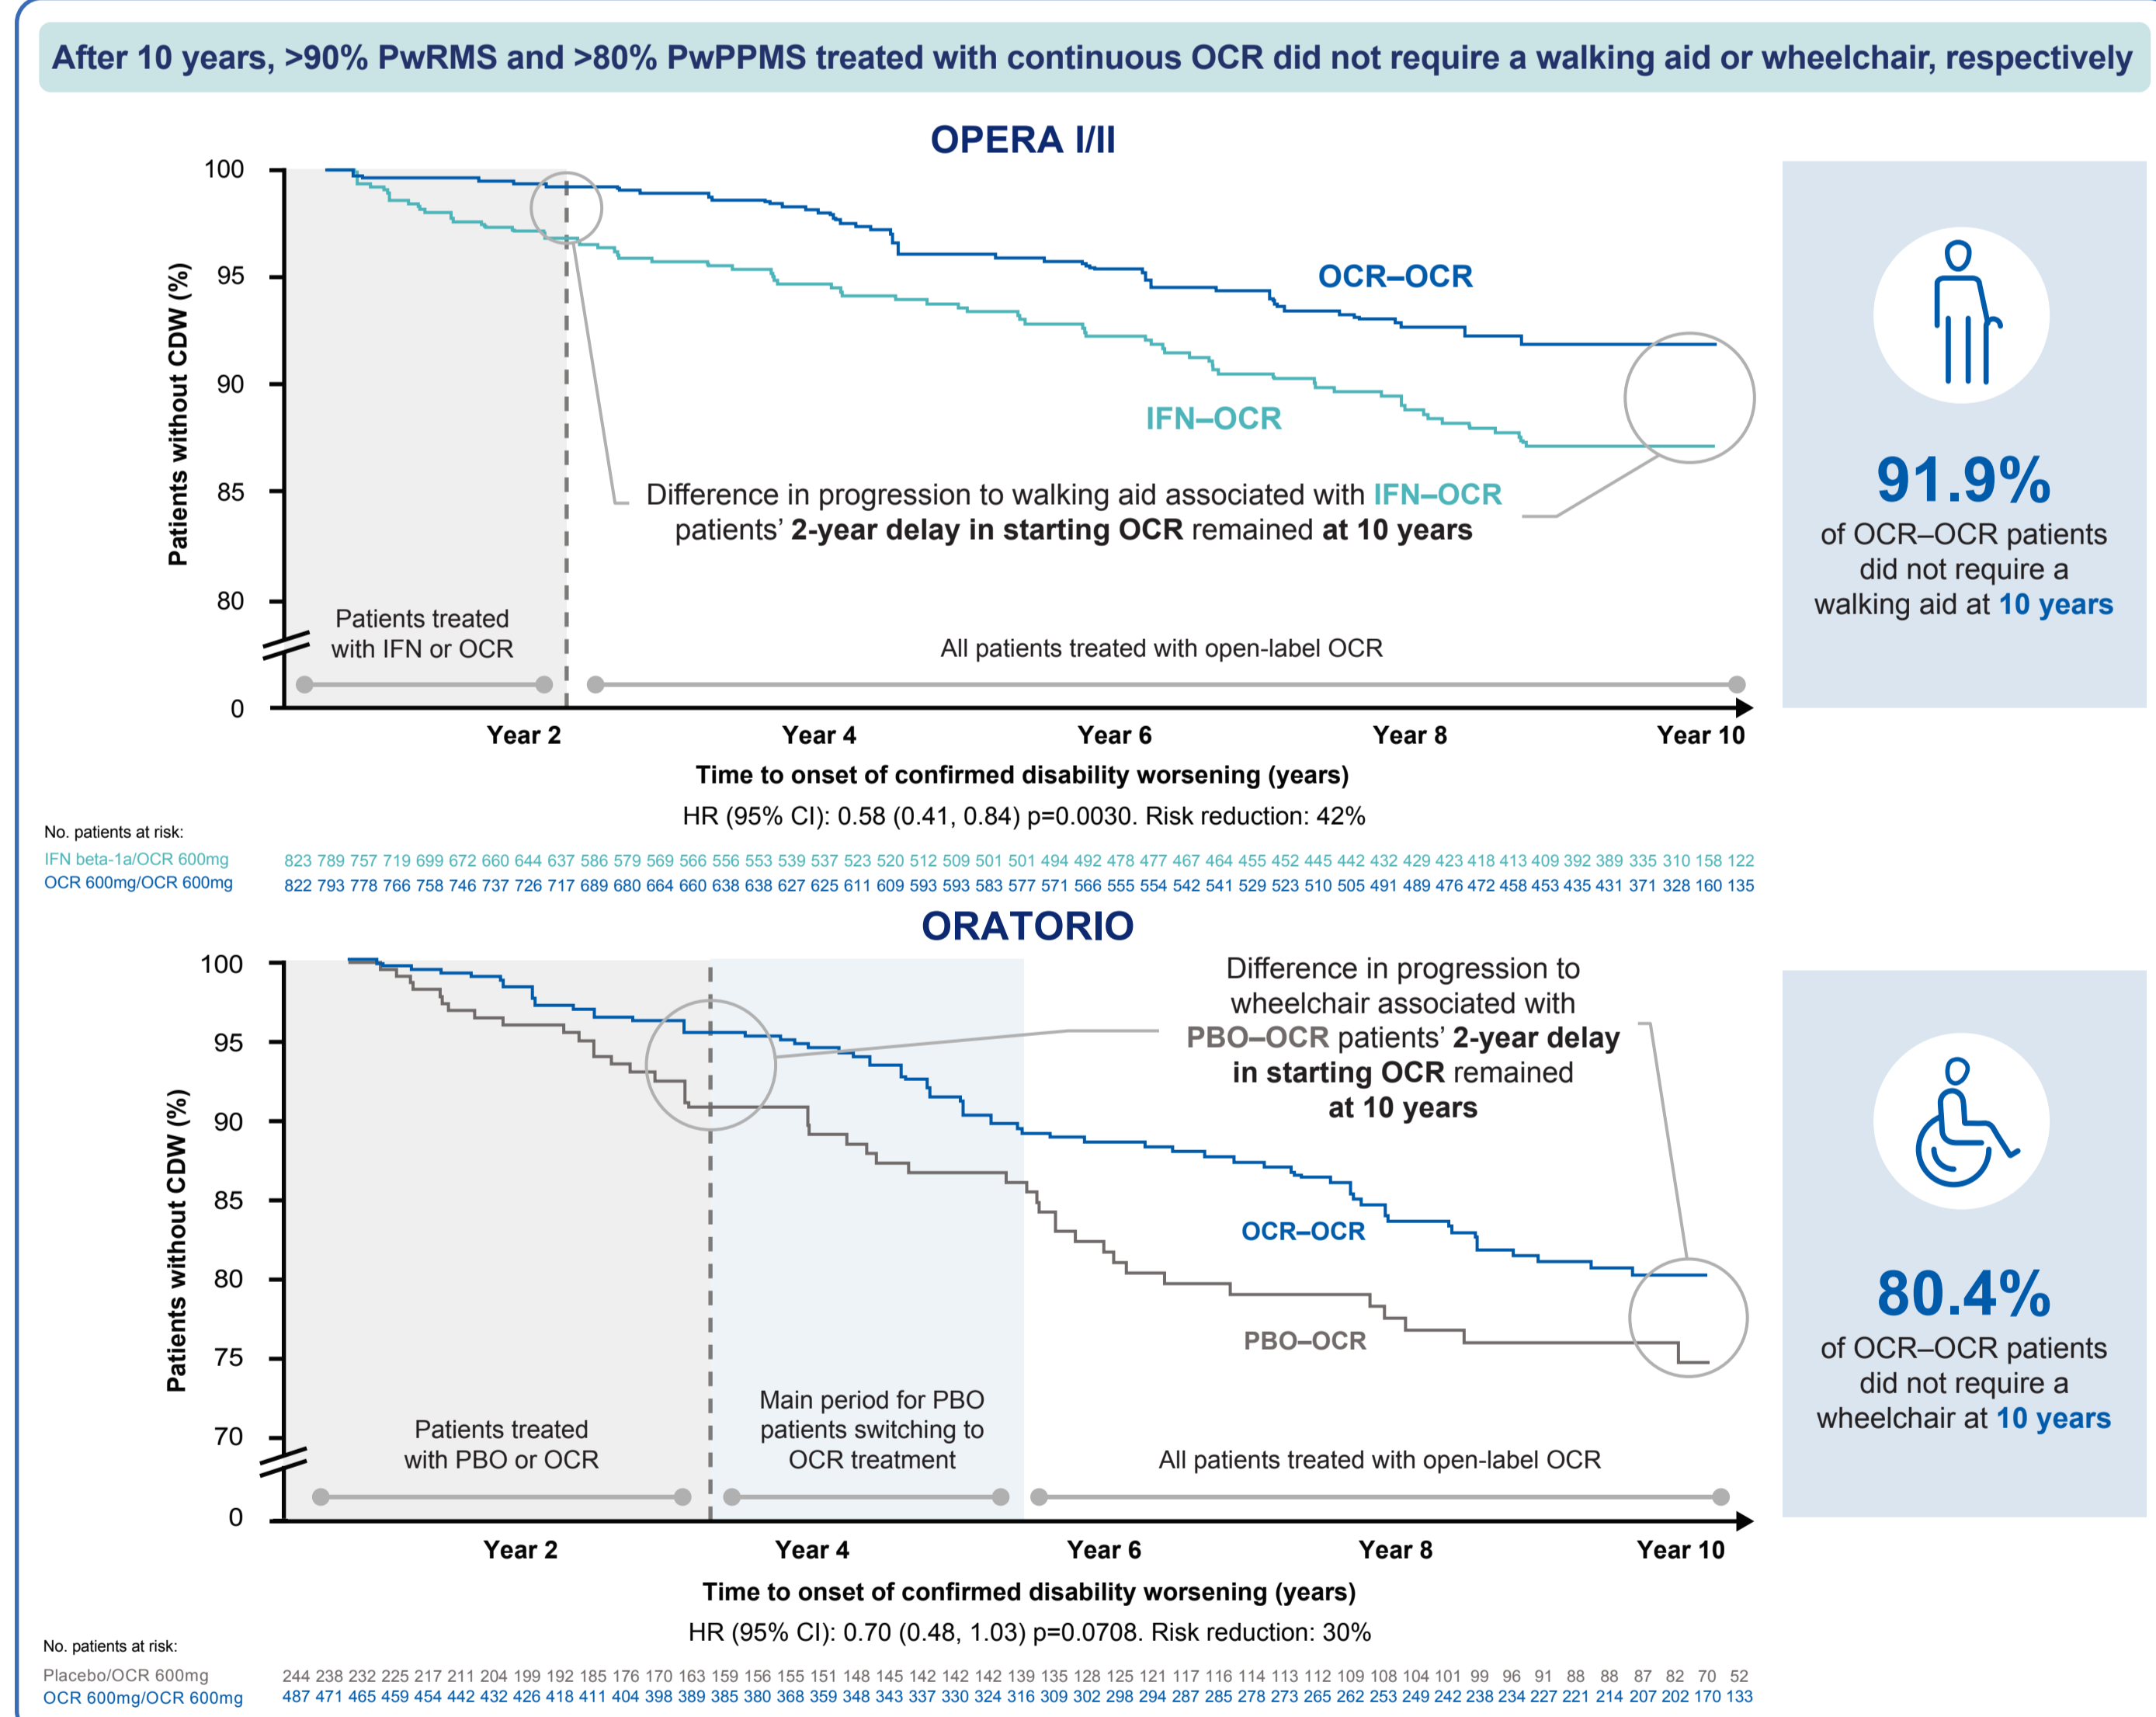 After 10 years, >90% PwRMS and >80% PwPPMS treated with continuous OCR did not require a walking aid or wheelchair, respectively
OPERA I/II
Patients without CDW (%)
100
95
90
85
80
0
OCR–OCR
IFN–OCR
Difference in progression to walking aid associated with IFN–OCR
patients’ 2-year delay in starting OCR remained at 10 years
Patients treated
with IFN or OCR
All patients treated with open-label OCR
Year 2 Year 4 Year 6 Year 8 Year 10
Time to onset of confirmed disability worsening (years)
HR (95% CI): 0.58 (0.41, 0.84) p=0.0030. Risk reduction: 42%
91.9%
of OCR–OCR patients
did not require a
walking aid at 10 years
No. patients at risk:
IFN beta-1a/OCR 600mg 823 789 757 719 699 672 660 644 637 586 579 569 566 556 553 539 537 523 520 512 509 501 501 494 492 478 477 467 464 455 452 445 442 432 429 423 418 413 409 392 389 335 310 158 122
OCR 600mg/OCR 600mg 822 793 778 766 758 746 737 726 717 689 680 664 660 638 638 627 625 611 609 593 593 583 577 571 566 555 554 542 541 529 523 510 505 491 489 476 472 458 453 435 431 371 328 160 135
ORATORIO
Patients without CDW (%)
100
95
90
85
80
75
70
0
Difference in progression to
wheelchair associated with
PBO–OCR patients’ 2-year delay
in starting OCR remained
at 10 years
OCR–OCR
PBO–OCR
Patients treated
with PBO or OCR
Main period for PBO
patients switching to
OCR treatment
All patients treated with open-label OCR
Year 2 Year 4 Year 6 Year 8 Year 10
Time to onset of confirmed disability worsening (years)
HR (95% CI): 0.70 (0.48, 1.03) p=0.0708. Risk reduction: 30%
80.4%
of OCR–OCR patients
did not require a
wheelchair at 10 years
No. patients at risk:
Placebo/OCR 600mg 244 238 232 225 217 211 204 199 192 185 176 170 163 159 156 155 151 148 145 142 142 142 139 135 128 125 121 117 116 114 113 112 109 108 104 101 99 96 91 88 88 87 82 70 52
OCR 600mg/OCR 600mg 487 471 465 459 454 442 432 426 418 411 404 398 389 385 380 368 359 348 343 337 330 324 316 309 302 298 294 287 285 278 273 265 262 253 249 242 238 234 227 221 214 207 202 170 133